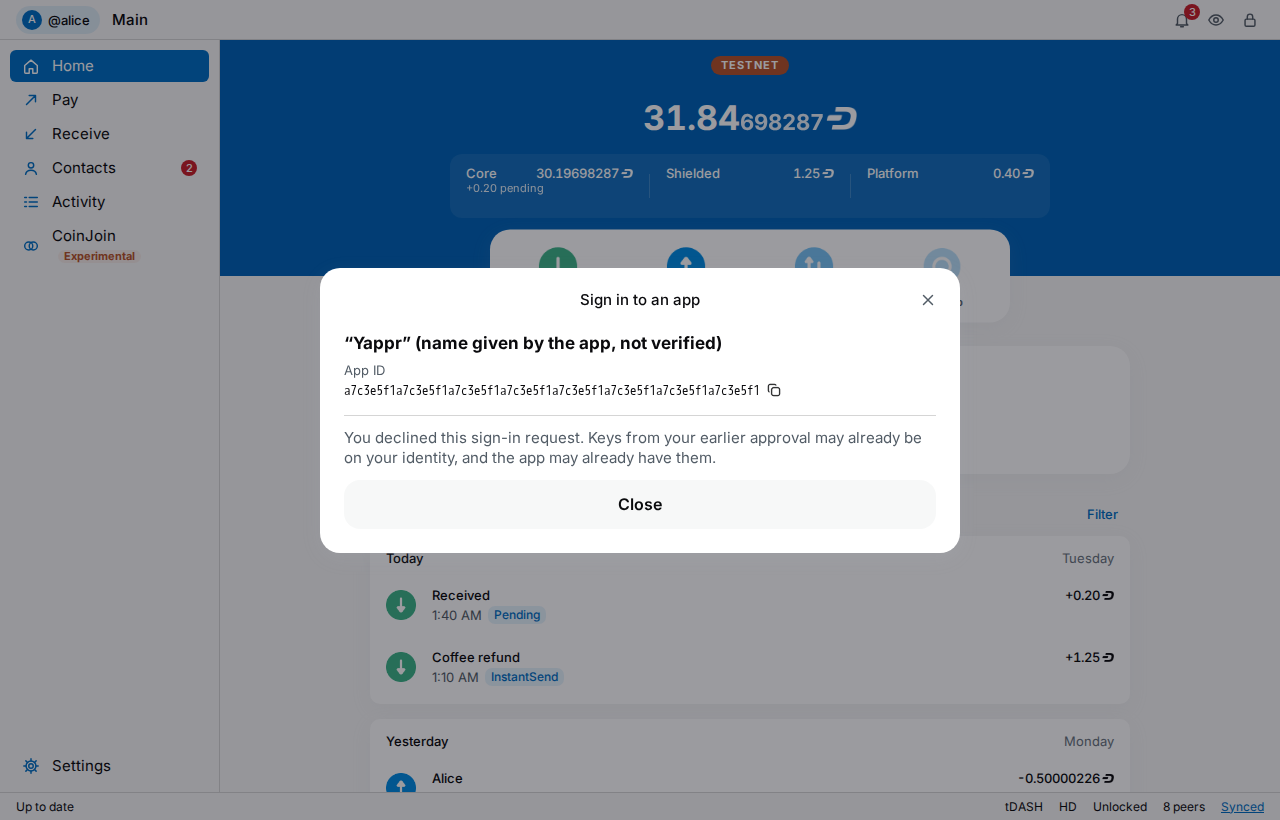 A @alice Main 3
Home
Pay
Receive
Contacts 2
Activity
CoinJoin
Experimental
Settings
TESTNET
31.84698287
Core 30.19698287 Shielded 1.25 Platform 0.40
+0.20 pending
Sign in to an app
“Yappr” (name given by the app, not verified)
App ID
a7c3e5f1a7c3e5f1a7c3e5f1a7c3e5f1a7c3e5f1a7c3e5f1a7c3e5f1a7c3e5f1
You declined this sign-in request. Keys from your earlier approval may already be
on your identity, and the app may already have them.
Close
Filter
Today Tuesday
Received +0.20
1:40 AM Pending
Coffee refund +1.25
1:10 AM InstantSend
Yesterday Monday
Alice -0.50000226
Up to date tDASH HD Unlocked 8 peers Synced